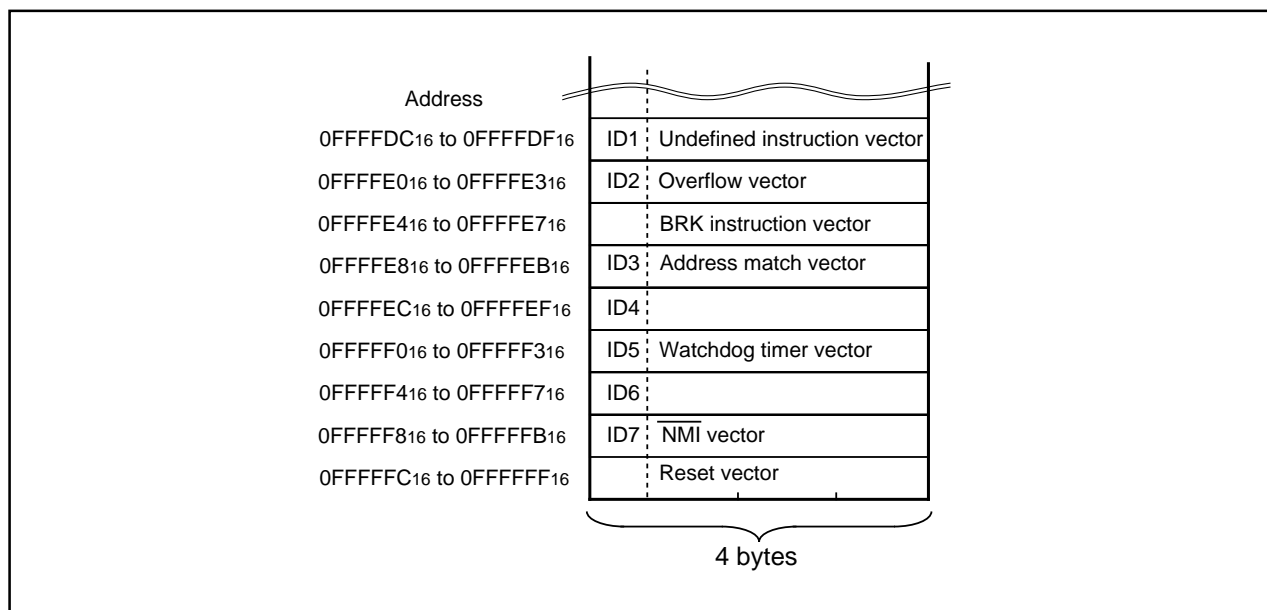 Address
0FFFFDC16 to 0FFFFDF16 ID1 Undefined instruction vector
0FFFFE016 to 0FFFFE316 ID2 Overflow vector
0FFFFE416 to 0FFFFE716 BRK instruction vector
0FFFFE816 to 0FFFFEB16 ID3 Address match vector
0FFFFEC16 to 0FFFFEF16 ID4
0FFFFF016 to 0FFFFF316 ID5 Watchdog timer vector
0FFFFF416 to 0FFFFF716 ID6
0FFFFF816 to 0FFFFFB16 ID7 N̅M̅I̅ vector
0FFFFFC16 to 0FFFFFF16 Reset vector
4 bytes